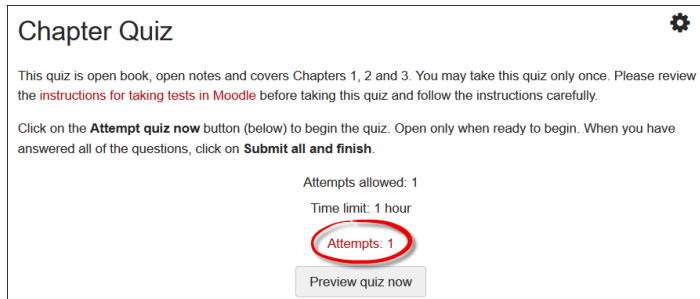 Chapter Quiz
This quiz is open book, open notes and covers Chapters 1, 2 and 3. You may take this quiz only once. Please review
the instructions for taking tests in Moodle before taking this quiz and follow the instructions carefully.
Click on the Attempt quiz now button (below) to begin the quiz. Open only when ready to begin. When you have
answered all of the questions, click on Submit all and finish.
Attempts allowed: 1
Time limit: 1 hour
Attempts: 1
Preview quiz now